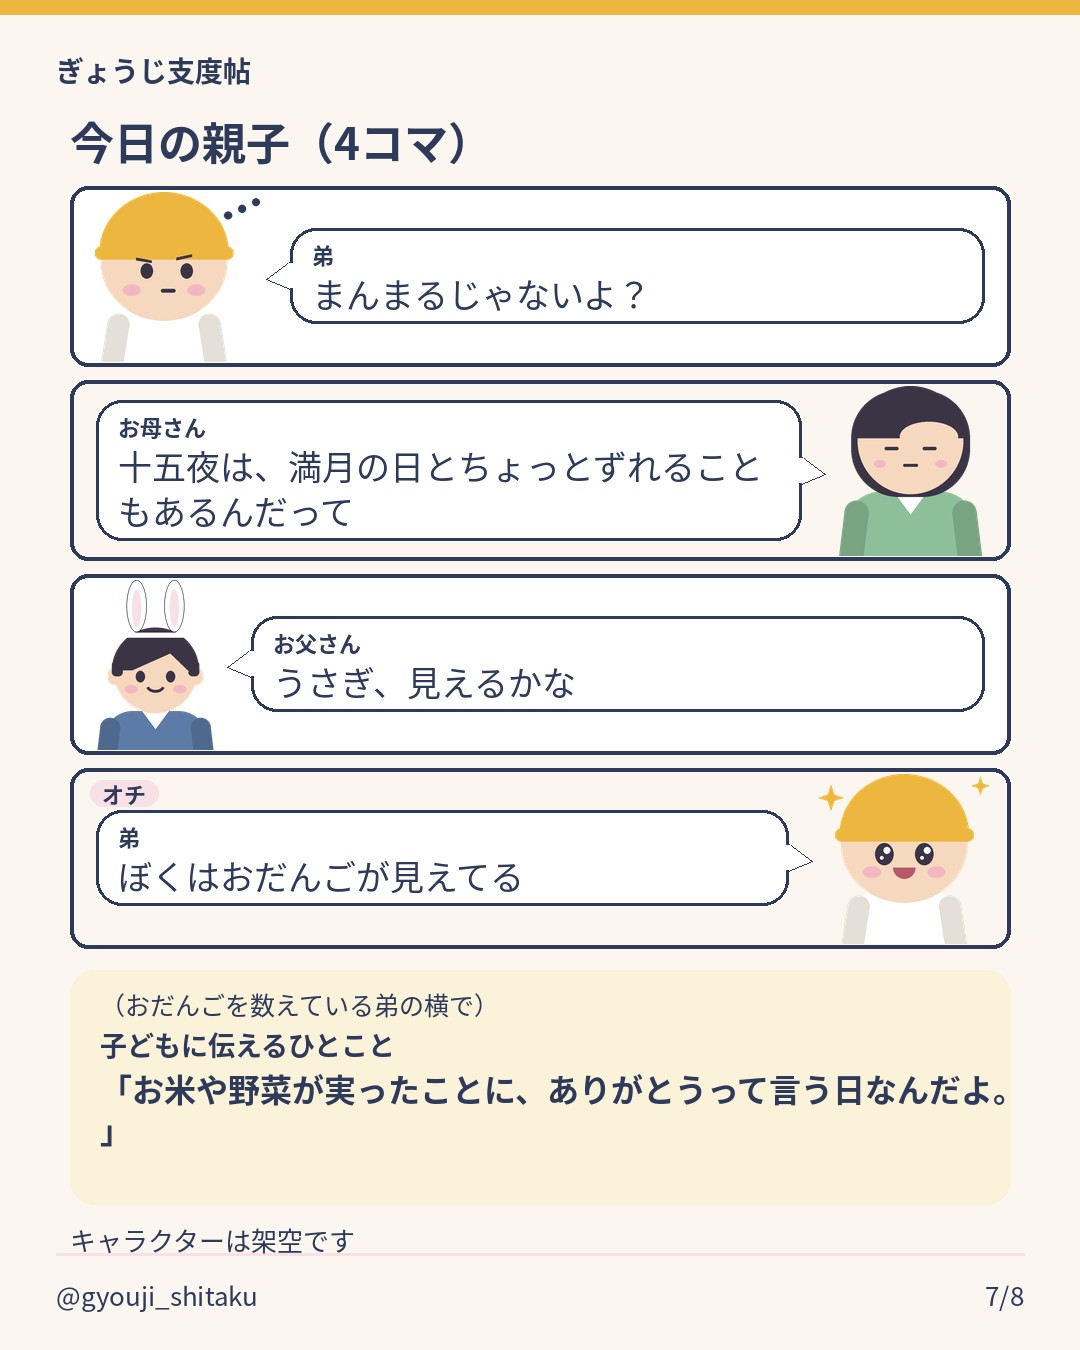 ぎょうじ支度帖
今日の親子（4コマ）
弟
まんまるじゃないよ？
お母さん
十五夜は、満月の日とちょっとずれること
もあるんだって
お父さん
うさぎ、見えるかな
オチ
弟
ぼくはおだんごが見えてる
（おだんごを数えている弟の横で）
子どもに伝えるひとこと
「お米や野菜が実ったことに、ありがとうって言う日なんだよ。
」
キャラクターは架空です
@gyouji_shitaku
7/8